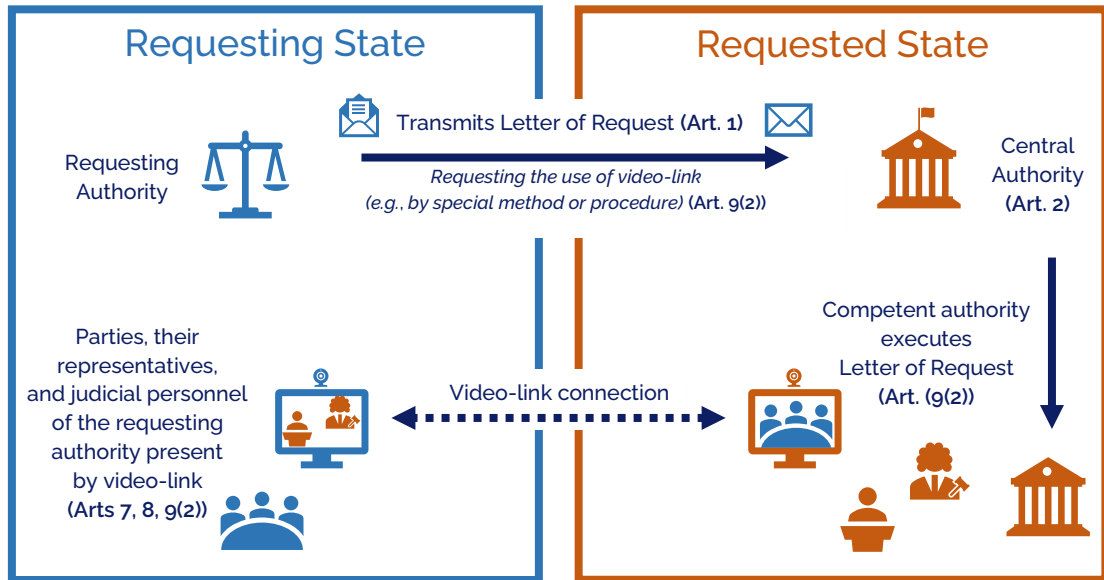 Requesting State
Requested State
Transmits Letter of Request (Art. 1)
Requesting the use of video-link
(e.g., by special method or procedure) (Art. 9(2))
Requesting
Authority
Central
Authority
(Art. 2)
Parties, their
representatives,
and judicial personnel
of the requesting
authority present
by video-link
(Arts 7, 8, 9(2))
Video-link connection
Competent authority
executes
Letter of Request
(Art. (9(2))